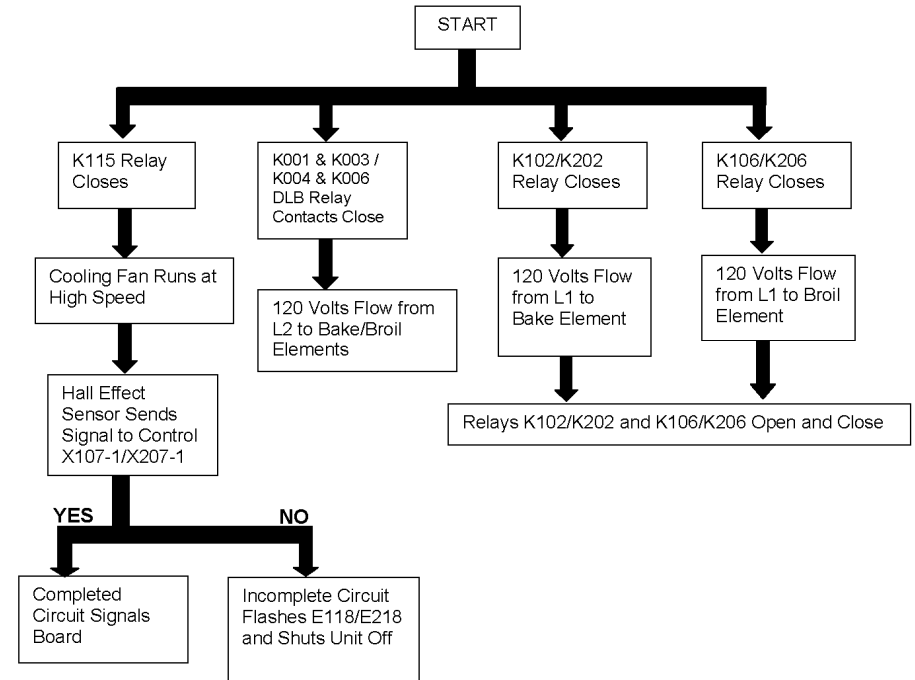 START
K115 Relay
Closes
K001 & K003 /
K004 & K006
DLB Relay
Contacts Close
K102/K202
Relay Closes
K106/K206
Relay Closes
Cooling Fan Runs at
High Speed
120 Volts Flow from
L2 to Bake/Broil
Elements
120 Volts Flow
from L1 to
Bake Element
120 Volts Flow
from L1 to Broil
Element
Hall Effect
Sensor Sends
Signal to Control
X107-1/X207-1
Relays K102/K202 and K106/K206 Open and Close
YES
NO
Completed
Circuit Signals
Board
Incomplete Circuit
Flashes E118/E218
and Shuts Unit Off